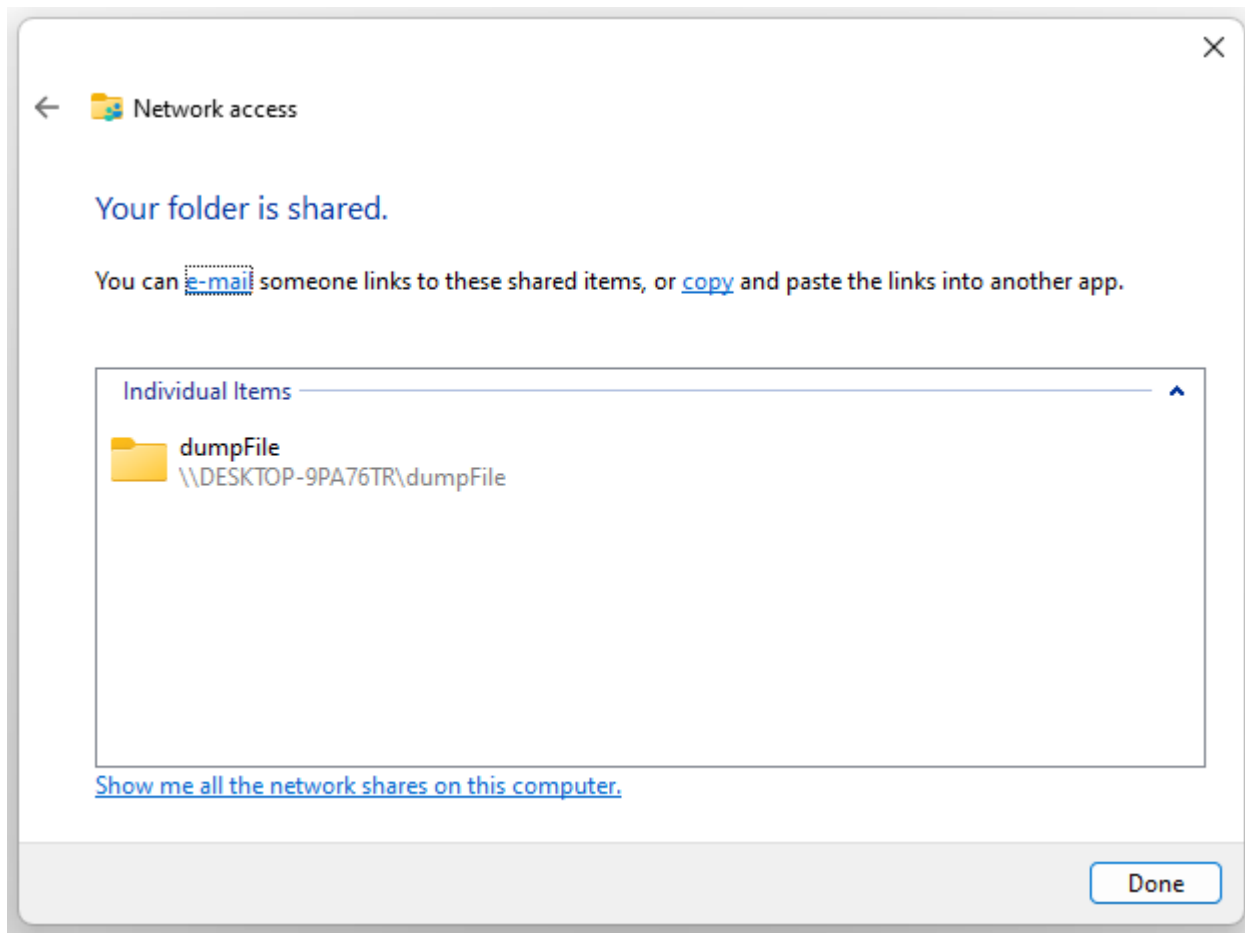 Network access
Your folder is shared.
You can e-mail someone links to these shared items, or copy and paste the links into another app.
Individual Items
dumpFile
\\DESKTOP-9PA76TR\dumpFile
Show me all the network shares on this computer.
Done